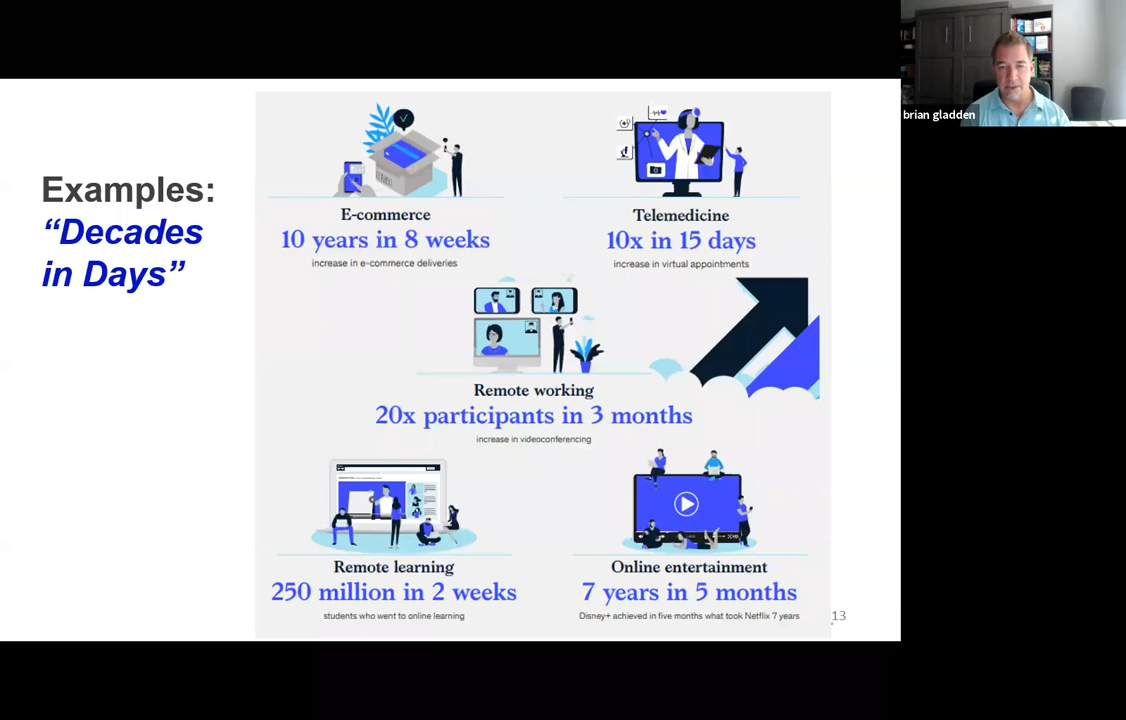 brian gladden
Examples:
“Decades
in Days”
E-commerce
10 years in 8 weeks
increase in e-commerce deliveries
Telemedicine
10x in 15 days
increase in virtual appointments
Remote working
20x participants in 3 months
increase in videoconferencing
Remote learning
250 million in 2 weeks
students who went to online learning
Online entertainment
7 years in 5 months
Disney+ achieved in five months what took Netflix 7 years
13